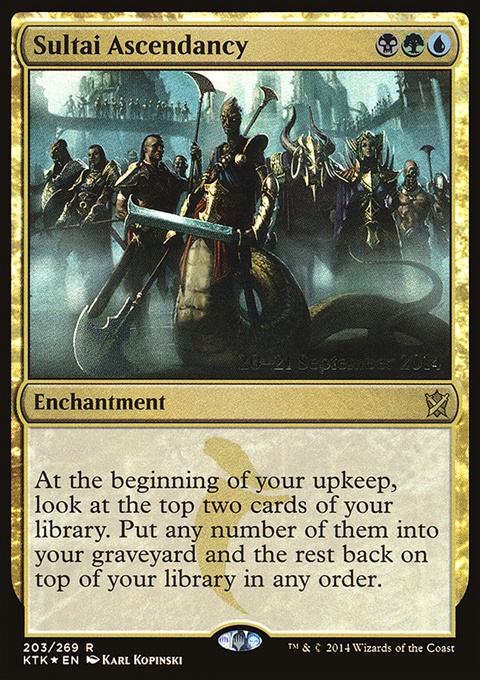 Sultai Ascendancy
20–21 September 2014
Enchantment
At the beginning of your upkeep,
look at the top two cards of your
library. Put any number of them into
your graveyard and the rest back on
top of your library in any order.
203/269 R
KTK★EN Karl Kopinski
™ & © 2014 Wizards of the Coast